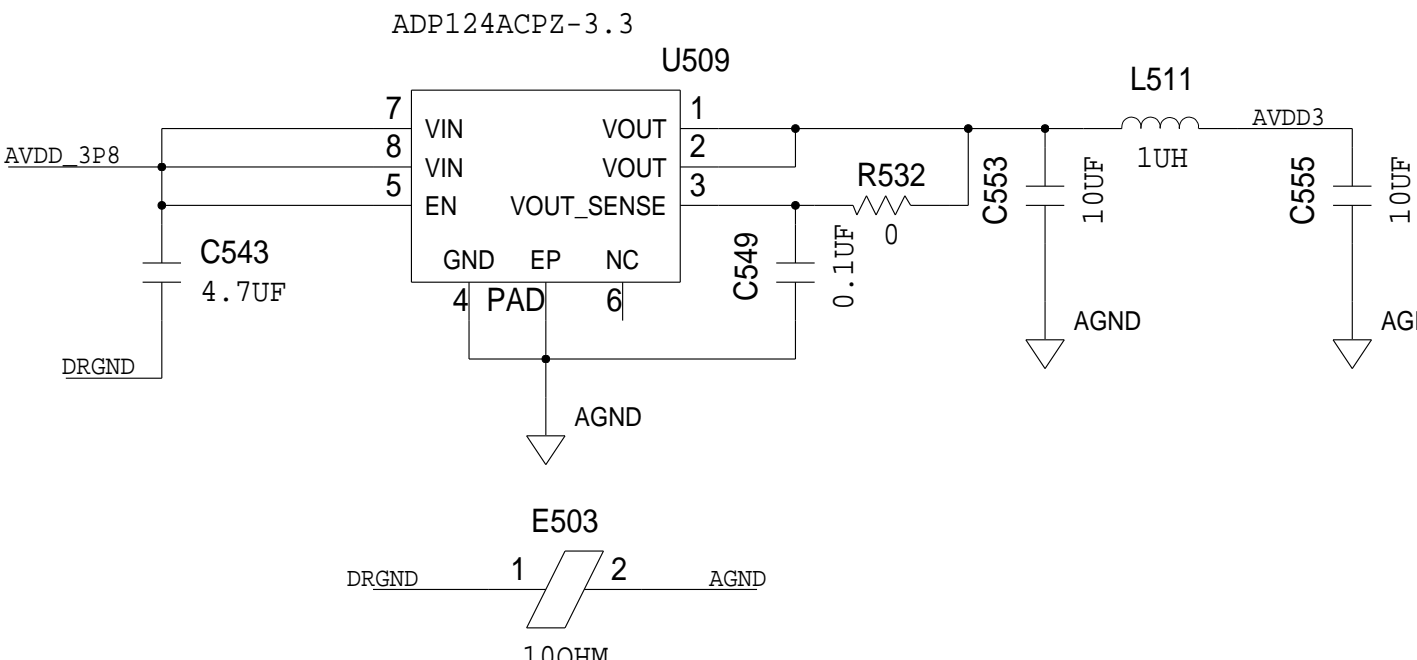 ADP124ACPZ-3.3
U509
L511
7
VIN
VOUT
1
AVDD3
8
VIN
VOUT
2
AVDD_3P8
1UH
5
EN
VOUT_SENSE
3
R532
0
C553
10UF
C555
10UF
C543
4.7UF
GND
EP
NC
C549
0.1UF
4
PAD
6
AGND
DRGND
AGND
E503
DRGND
1
2
AGND